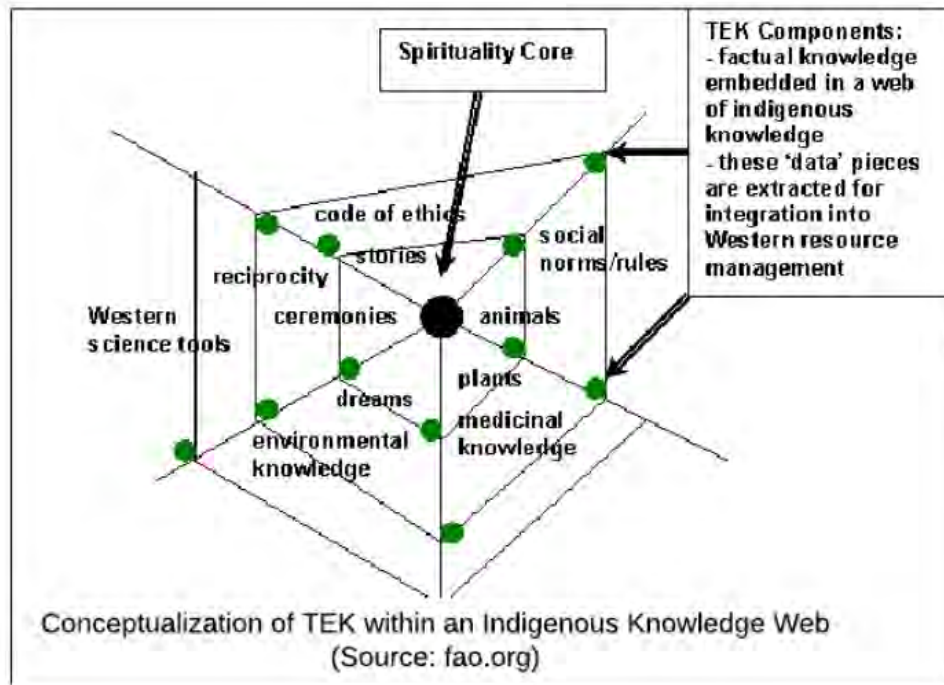 Spirituality Core
TEK Components:
- factual knowledge
embedded in a web
of indigenous
knowledge
- these 'data' pieces
are extracted for
integration into
Western resource
management
code of ethics
stories
social
norms/rules
reciprocity
ceremonies
animals
Western
science tools
plants
dreams
medicinal
knowledge
environmental
knowledge
Conceptualization of TEK within an Indigenous Knowledge Web
(Source: fao.org)